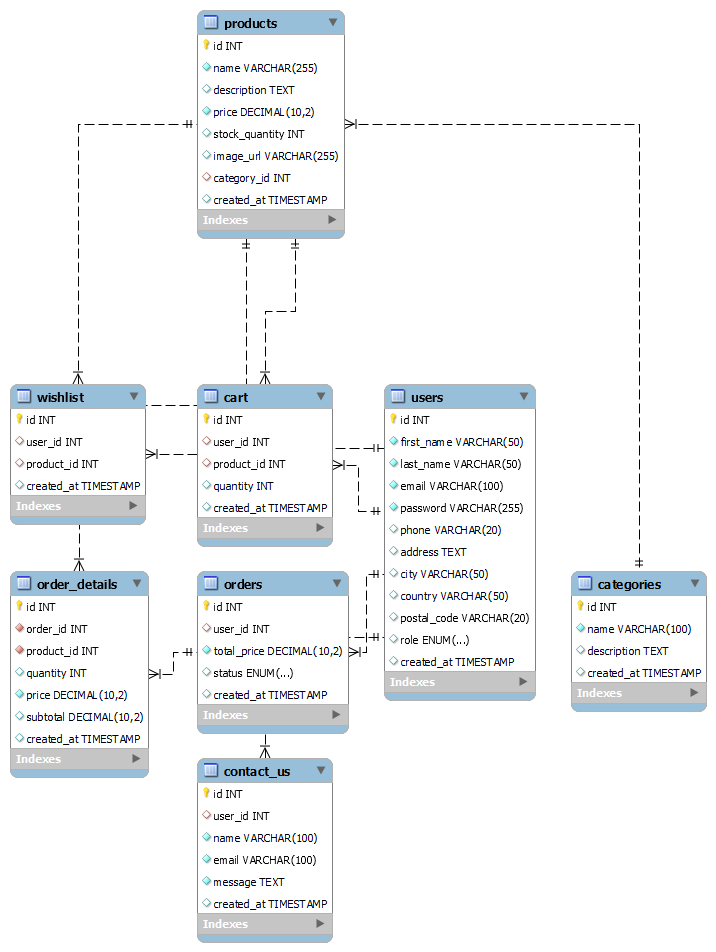 products
id INT
name VARCHAR(255)
description TEXT
price DECIMAL(10,2)
stock_quantity INT
image_url VARCHAR(255)
category_id INT
created_at TIMESTAMP
Indexes
wishlist
id INT
user_id INT
product_id INT
created_at TIMESTAMP
Indexes
cart
id INT
user_id INT
product_id INT
quantity INT
created_at TIMESTAMP
Indexes
users
id INT
first_name VARCHAR(50)
last_name VARCHAR(50)
email VARCHAR(100)
password VARCHAR(255)
phone VARCHAR(20)
address TEXT
city VARCHAR(50)
country VARCHAR(50)
postal_code VARCHAR(20)
role ENUM(...)
created_at TIMESTAMP
Indexes
categories
id INT
name VARCHAR(100)
description TEXT
created_at TIMESTAMP
Indexes
order_details
id INT
order_id INT
product_id INT
quantity INT
price DECIMAL(10,2)
subtotal DECIMAL(10,2)
created_at TIMESTAMP
Indexes
orders
id INT
user_id INT
total_price DECIMAL(10,2)
status ENUM(...)
created_at TIMESTAMP
Indexes
contact_us
id INT
user_id INT
name VARCHAR(100)
email VARCHAR(100)
message TEXT
created_at TIMESTAMP
Indexes